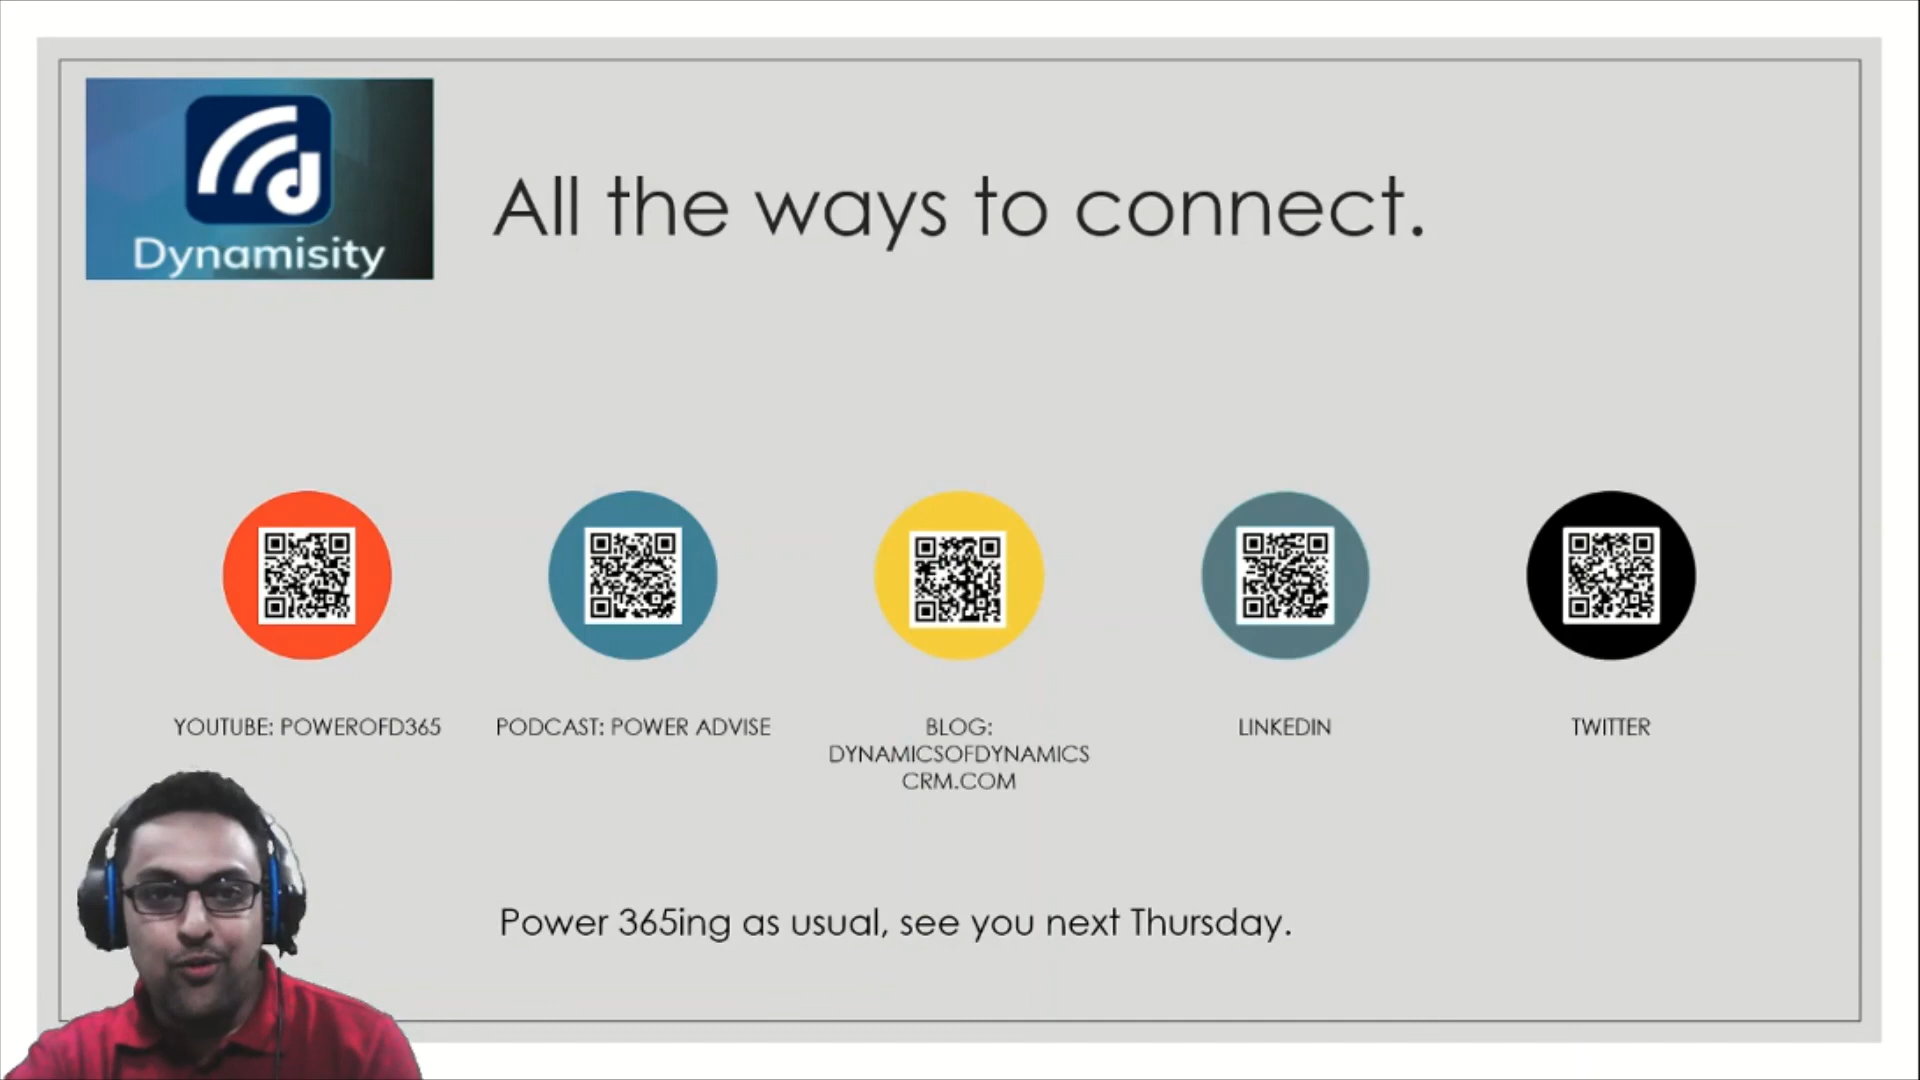 Dynamisity
All the ways to connect.
YOUTUBE: POWEROFD365
PODCAST: POWER ADVISE
BLOG:
DYNAMICSOFDYNAMICS
CRM.COM
LINKEDIN
TWITTER
Power 365ing as usual, see you next Thursday.